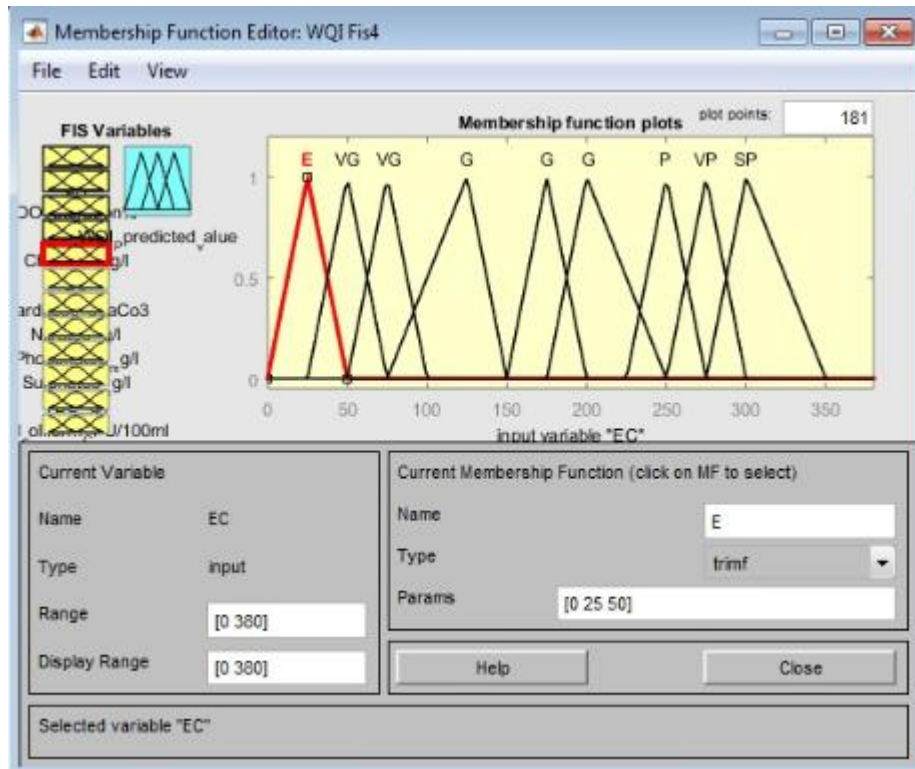 Membership Function Editor: WQI Fis4
File Edit View
FIS Variables
Membership function plots
plot points: 181
E VG VG G G G P VP SP
predicted_value
g/l
aCo3
g/l
g/l
/100ml
1
0.5
0
0 50 100 150 200 250 300 350
input variable "EC"
Current Variable
Name EC
Type input
Range [0 380]
Display Range [0 380]
Current Membership Function (click on MF to select)
Name E
Type trimf
Params [0 25 50]
Help Close
Selected variable "EC"